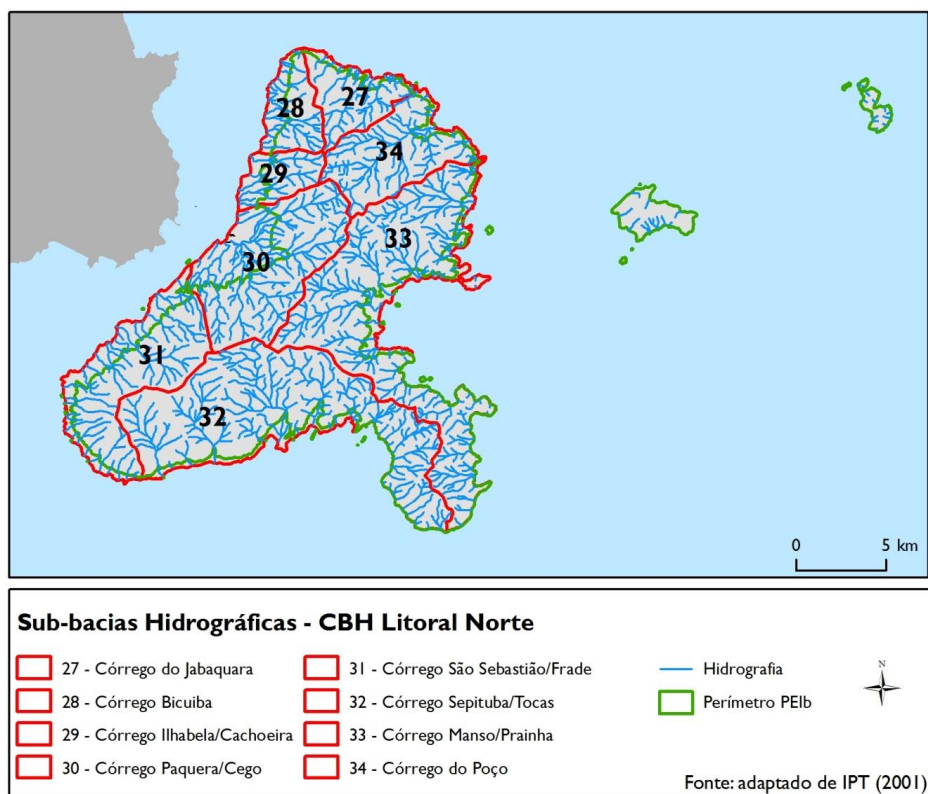 28
27
34
29
33
30
31
32
0 5 km
Sub-bacias Hidrográficas - CBH Litoral Norte
27 - Córrego do Jabaquara
28 - Córrego Bicuiba
29 - Córrego Ilhabela/Cachoeira
30 - Córrego Paquera/Cego
31 - Córrego São Sebastião/Frade
32 - Córrego Sepituba/Tocas
33 - Córrego Manso/Prainha
34 - Córrego do Poço
Hidrografia
Perímetro PEIb
N
Fonte: adaptado de IPT (2001)